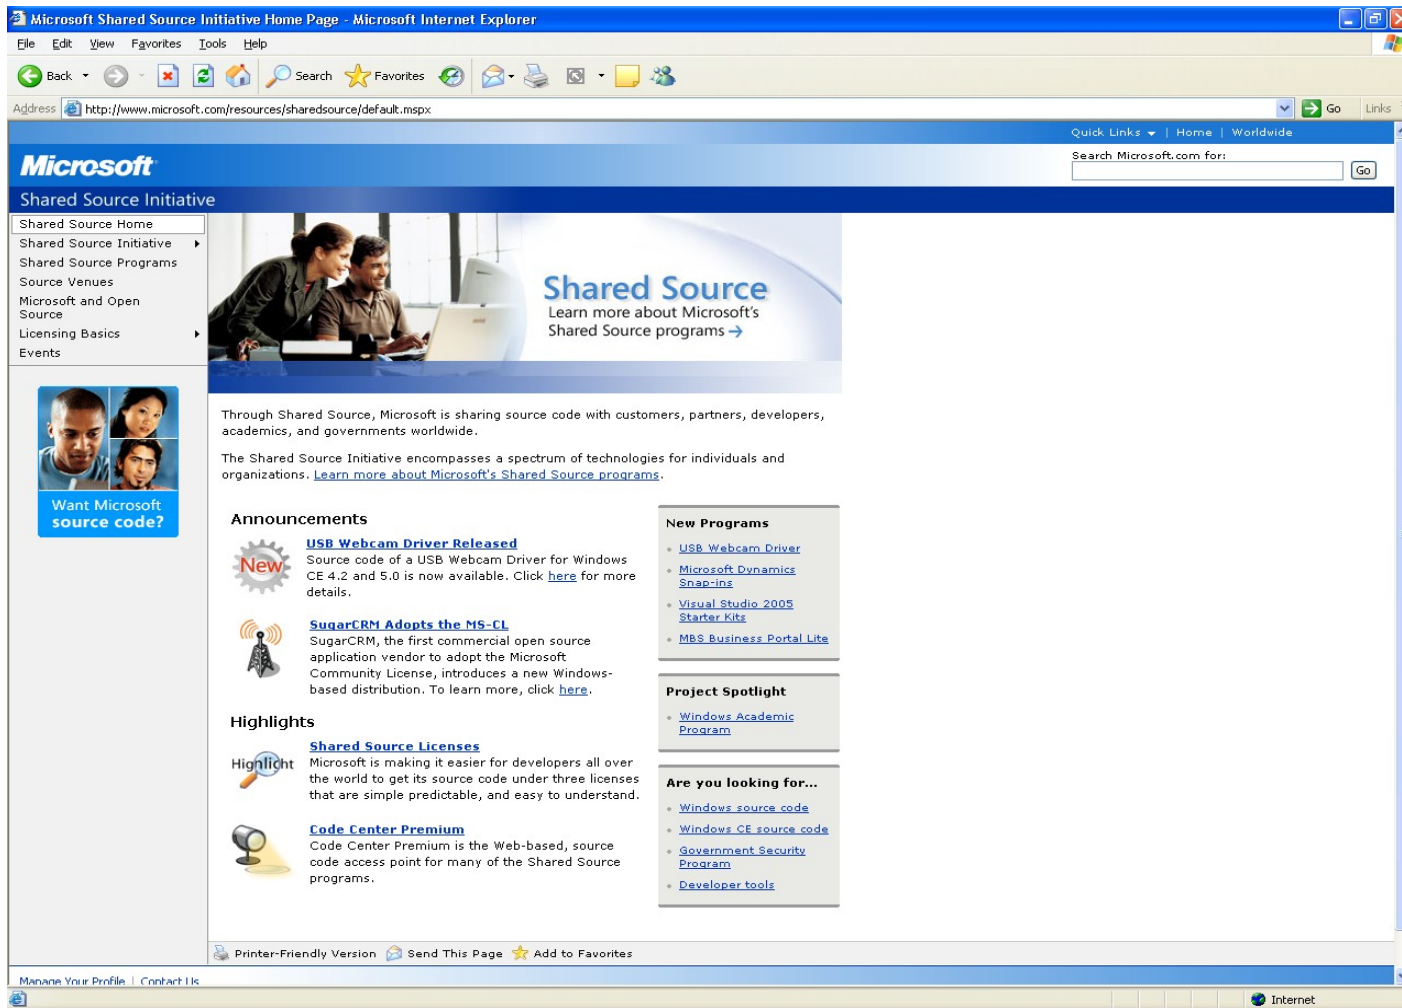 Microsoft Shared Source Initiative Home Page - Microsoft Internet Explorer
File Edit View Favorites Tools Help
Back Search Favorites
Address http://www.microsoft.com/resources/sharedsource/default.mspx Go Links
Quick Links | Home | Worldwide
Microsoft
Search Microsoft.com for:
Go
Shared Source Initiative
Shared Source Home
Shared Source Initiative
Shared Source Programs
Source Venues
Microsoft and Open
Source
Licensing Basics
Events
Want Microsoft
source code?
Shared Source
Learn more about Microsoft's
Shared Source programs →
Through Shared Source, Microsoft is sharing source code with customers, partners, developers,
academics, and governments worldwide.
The Shared Source Initiative encompasses a spectrum of technologies for individuals and
organizations. Learn more about Microsoft's Shared Source programs.
Announcements
New
USB Webcam Driver Released
Source code of a USB Webcam Driver for Windows
CE 4.2 and 5.0 is now available. Click here for more
details.
SugarCRM Adopts the MS-CL
SugarCRM, the first commercial open source
application vendor to adopt the Microsoft
Community License, introduces a new Windows-
based distribution. To learn more, click here.
Highlights
Highlight
Shared Source Licenses
Microsoft is making it easier for developers all over
the world to get its source code under three licenses
that are simple predictable, and easy to understand.
Code Center Premium
Code Center Premium is the Web-based, source
code access point for many of the Shared Source
programs.
New Programs
USB Webcam Driver
Microsoft Dynamics
Snap-ins
Visual Studio 2005
Starter Kits
MBS Business Portal Lite
Project Spotlight
Windows Academic
Program
Are you looking for...
Windows source code
Windows CE source code
Government Security
Program
Developer tools
Printer-Friendly Version Send This Page Add to Favorites
Manage Your Profile | Contact Us
Internet